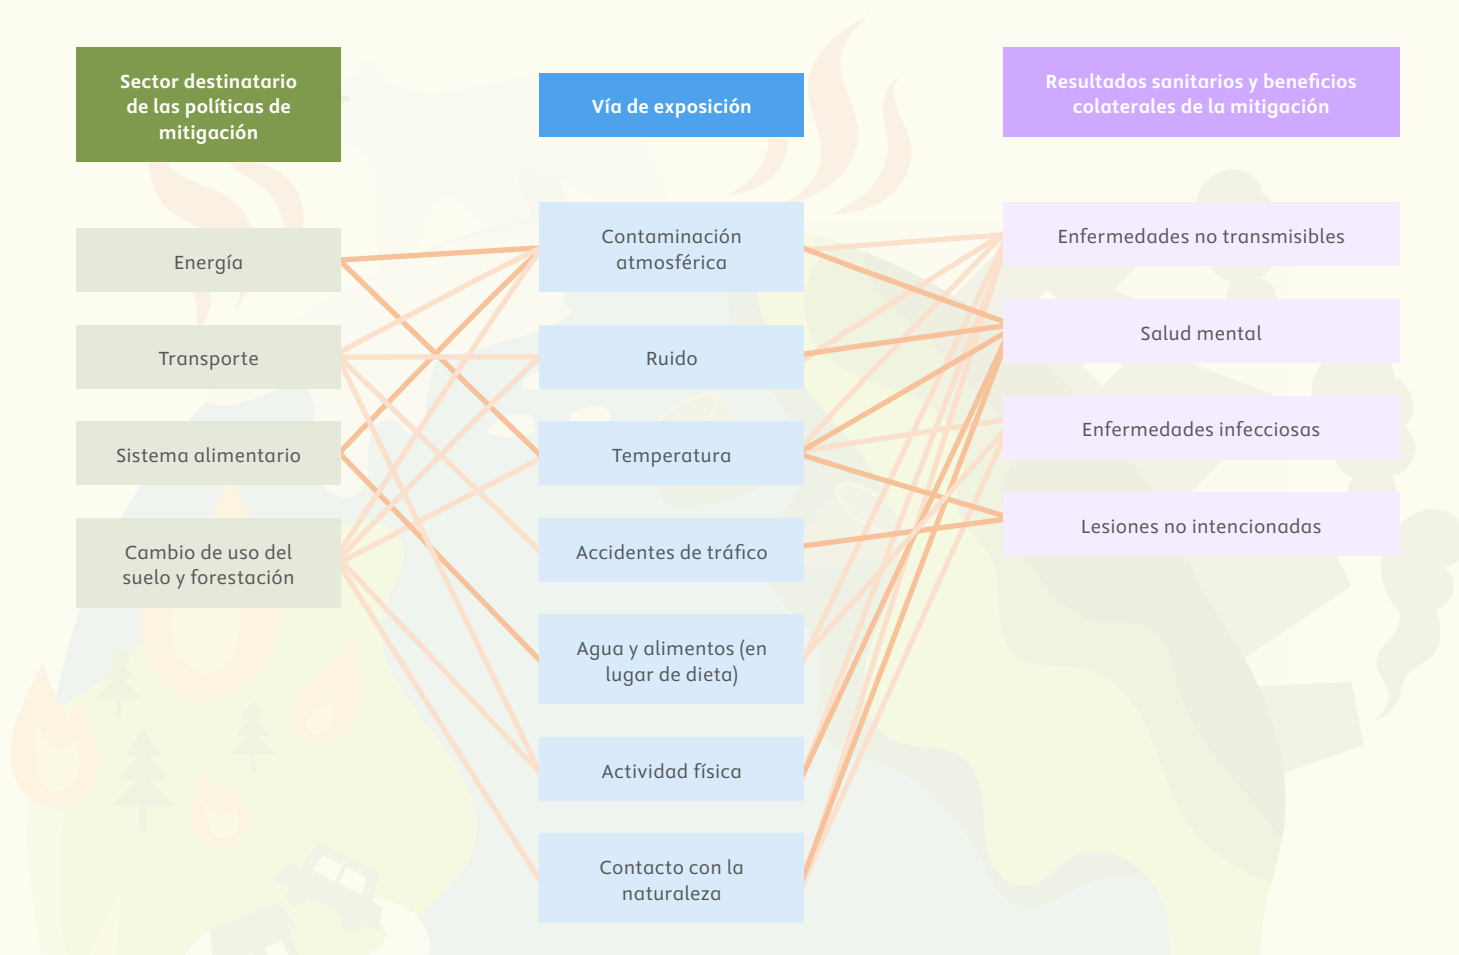 Sector destinatario
de las políticas de
mitigación
Vía de exposición
Resultados sanitarios y beneficios
colaterales de la mitigación
Energía
Transporte
Sistema alimentario
Cambio de uso del
suelo y forestación
Contaminación
atmosférica
Ruido
Temperatura
Accidentes de tráfico
Agua y alimentos (en
lugar de dieta)
Actividad física
Contacto con la
naturaleza
Enfermedades no transmisibles
Salud mental
Enfermedades infecciosas
Lesiones no intencionadas